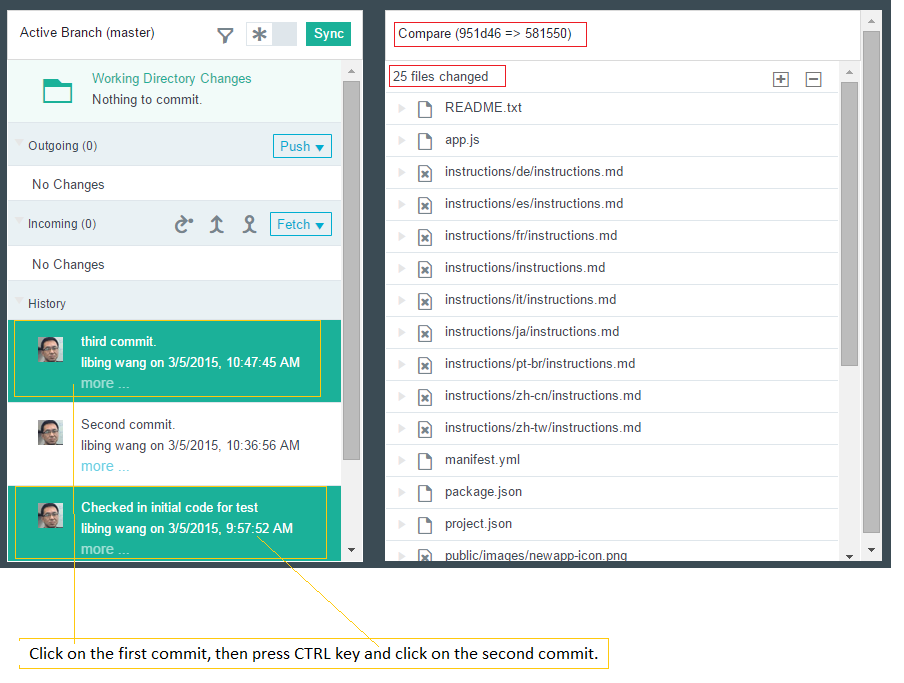 Active Branch (master)
Sync
Working Directory Changes
Nothing to commit.
Outgoing (0)
Push
No Changes
Incoming (0)
Fetch
No Changes
History
third commit.
libing wang on 3/5/2015, 10:47:45 AM
more ...
Second commit.
libing wang on 3/5/2015, 10:36:56 AM
more ...
Checked in initial code for test
libing wang on 3/5/2015, 9:57:52 AM
more ...
Compare (951d46 => 581550)
25 files changed
README.txt
app.js
instructions/de/instructions.md
instructions/es/instructions.md
instructions/fr/instructions.md
instructions/instructions.md
instructions/it/instructions.md
instructions/ja/instructions.md
instructions/pt-br/instructions.md
instructions/zh-cn/instructions.md
instructions/zh-tw/instructions.md
manifest.yml
package.json
project.json
public/images/newapp-icon.png
Click on the first commit, then press CTRL key and click on the second commit.